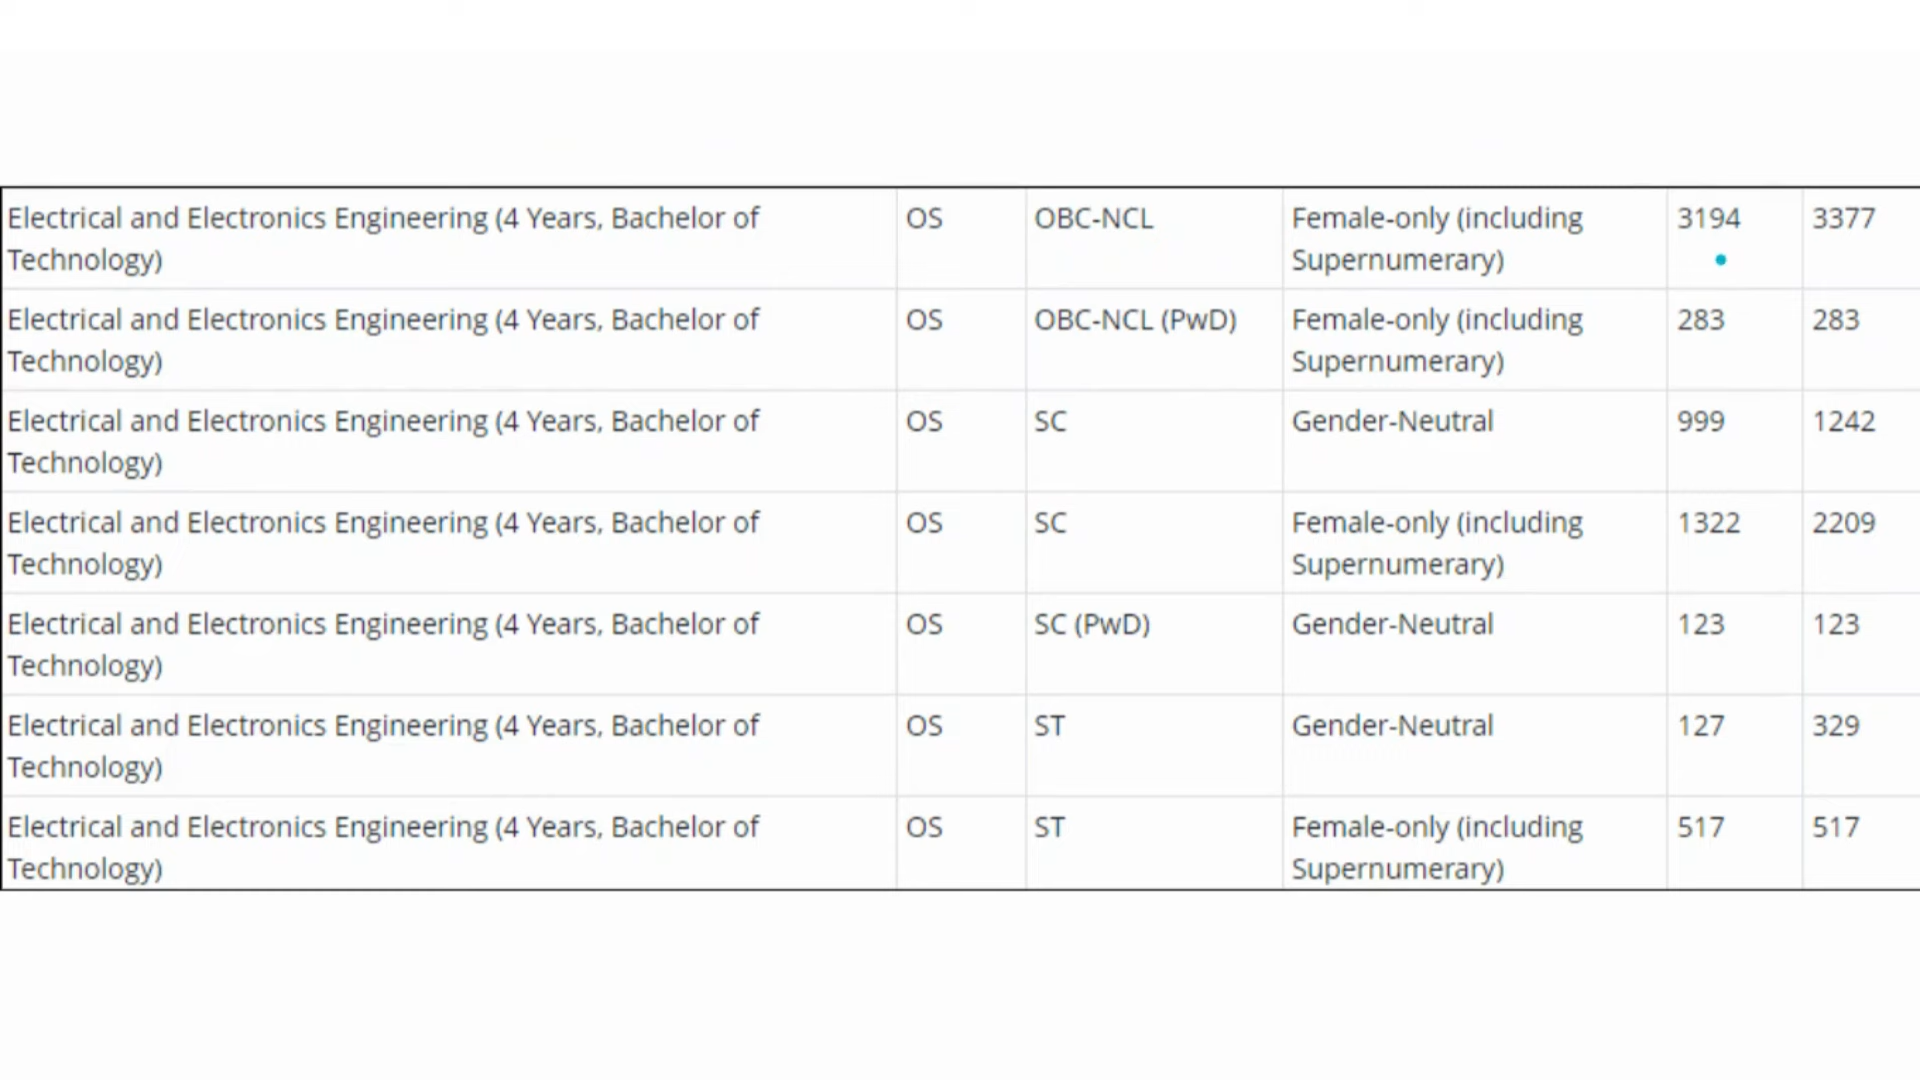 Electrical and Electronics Engineering (4 Years, Bachelor of OS OBC-NCL Female-only (including 3194 3377
Technology) Supernumerary)
Electrical and Electronics Engineering (4 Years, Bachelor of OS OBC-NCL (PwD) Female-only (including 283 283
Technology) Supernumerary)
Electrical and Electronics Engineering (4 Years, Bachelor of OS SC Gender-Neutral 999 1242
Technology)
Electrical and Electronics Engineering (4 Years, Bachelor of OS SC Female-only (including 1322 2209
Technology) Supernumerary)
Electrical and Electronics Engineering (4 Years, Bachelor of OS SC (PwD) Gender-Neutral 123 123
Technology)
Electrical and Electronics Engineering (4 Years, Bachelor of OS ST Gender-Neutral 127 329
Technology)
Electrical and Electronics Engineering (4 Years, Bachelor of OS ST Female-only (including 517 517
Technology) Supernumerary)